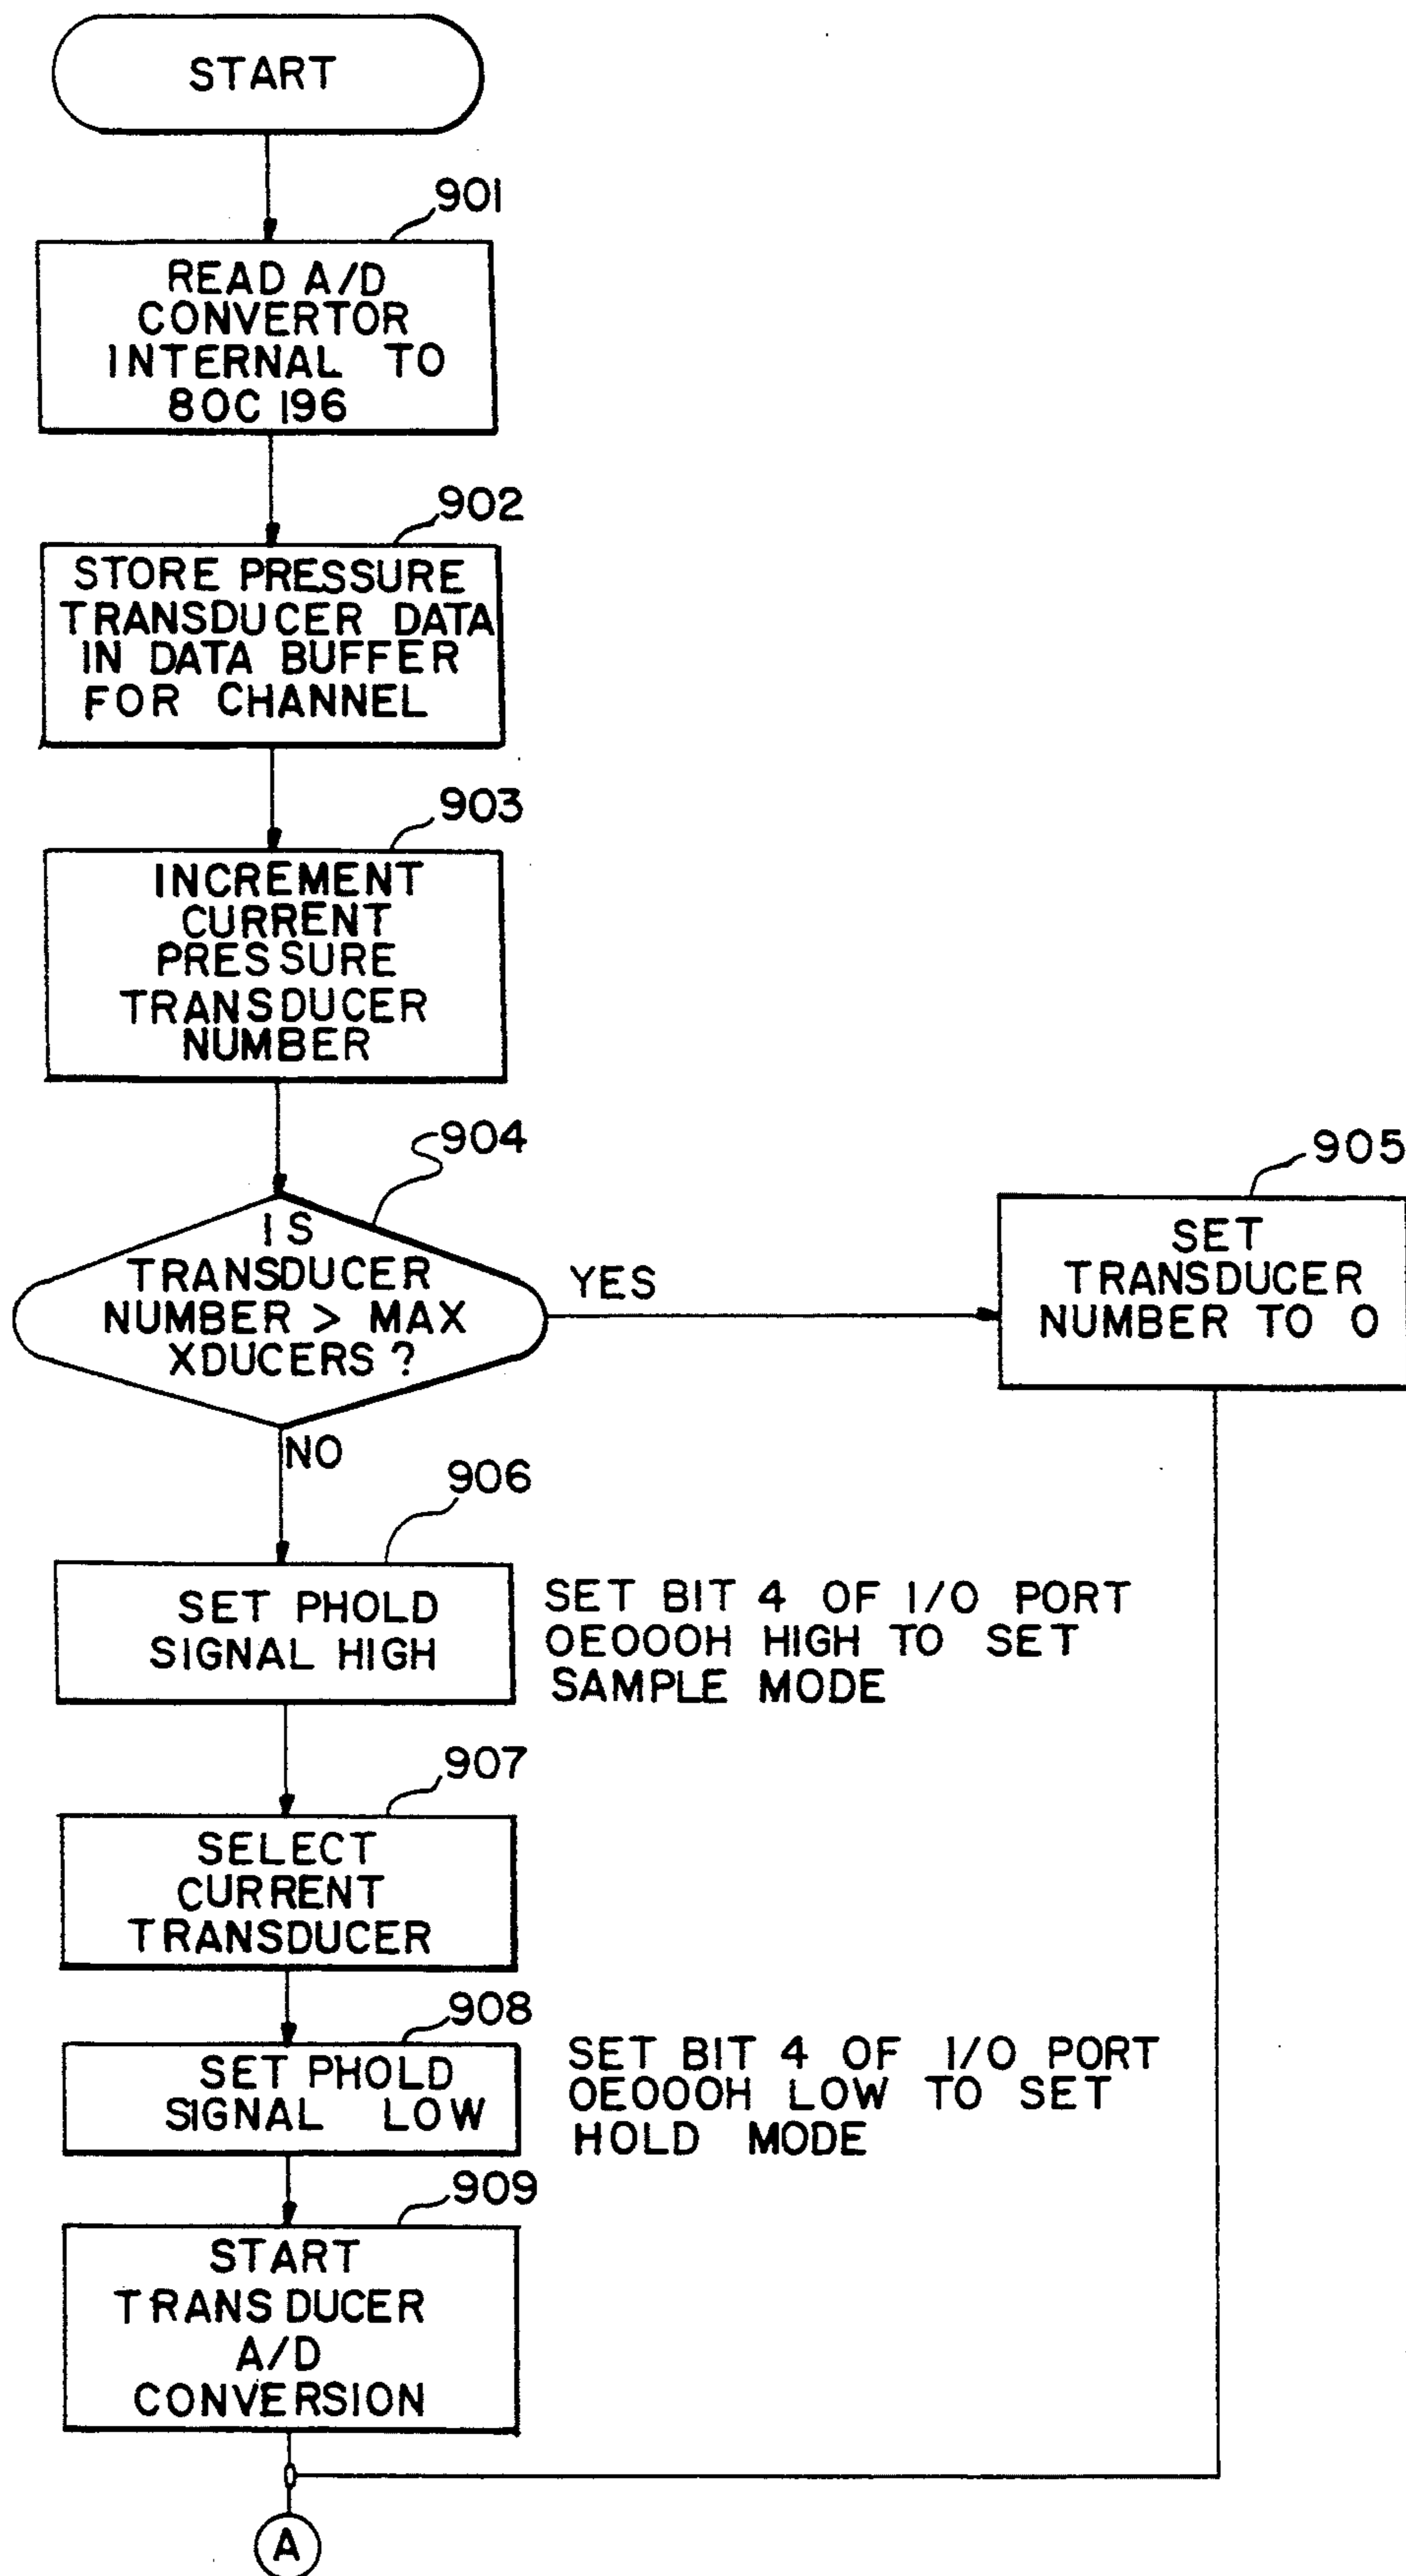 START
901
READ A/D
CONVERTOR
INTERNAL TO
80C 196
902
STORE PRESSURE
TRANSDUCER DATA
IN DATA BUFFER
FOR CHANNEL
903
INCREMENT
CURRENT
PRESSURE
TRANSDUCER
NUMBER
904
IS
TRANSDUCER
NUMBER > MAX
XDUCERS ?
YES
905
SET
TRANSDUCER
NUMBER TO 0
NO
906
SET PHOLD
SIGNAL HIGH
SET BIT 4 OF I/O PORT
0E000H HIGH TO SET
SAMPLE MODE
907
SELECT
CURRENT
TRANSDUCER
908
SET PHOLD
SIGNAL LOW
SET BIT 4 OF I/O PORT
0E000H LOW TO SET
HOLD MODE
909
START
TRANSDUCER
A/D
CONVERSION
A